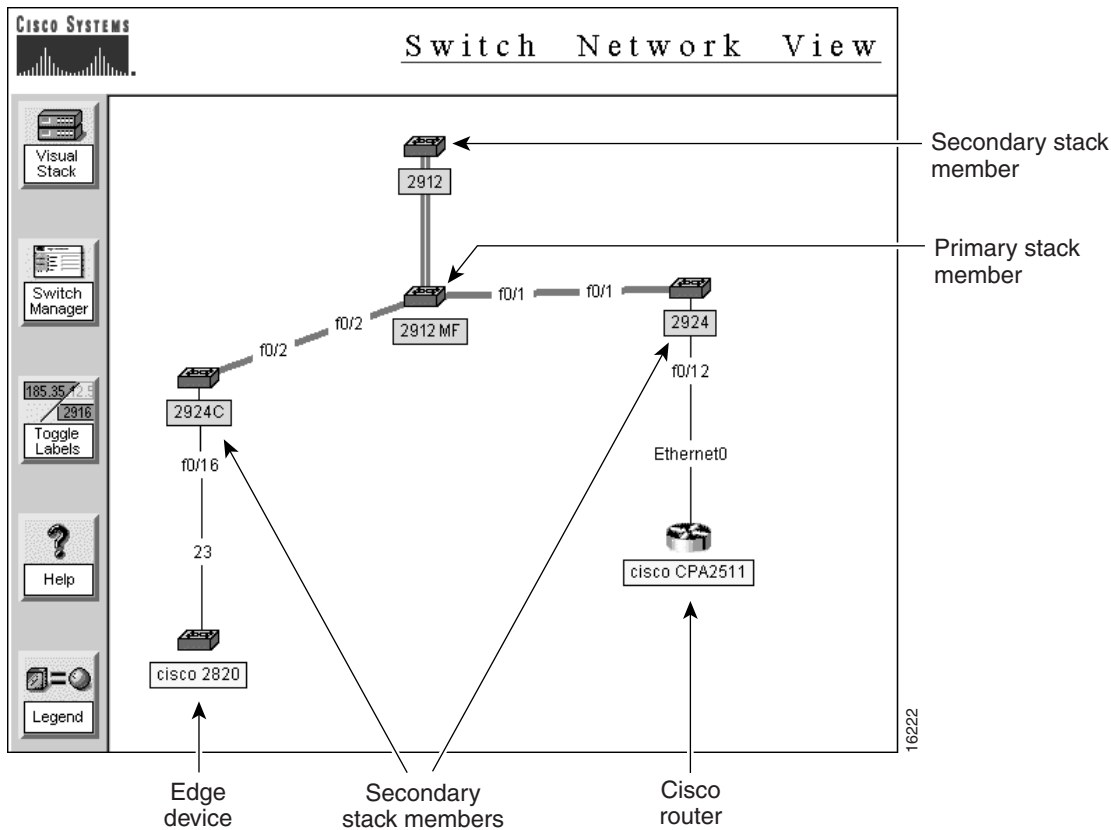 CISCO SYSTEMS
Switch Network View
Visual
Stack
Switch
Manager
185.35.12.5
2916
Toggle
Labels
?
Help
=
Legend
2912
2912 MF
f0/1
f0/1
2924
f0/2
f0/2
2924C
f0/16
23
cisco 2820
f0/12
Ethernet0
cisco CPA2511
Secondary stack
member
Primary stack
member
Edge
device
Secondary
stack members
Cisco
router
16222